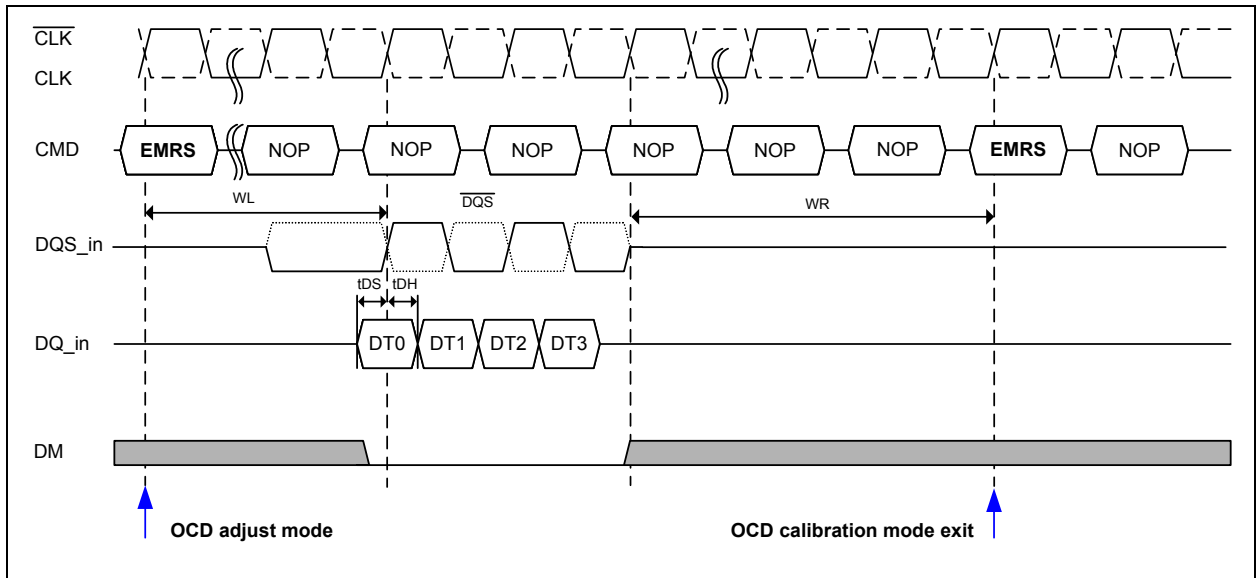 CLK
CLK
CMD EMRS NOP NOP NOP NOP NOP NOP EMRS NOP
WL DQS WR
DQS_in
tDS tDH
DQ_in DT0 DT1 DT2 DT3
DM
OCD adjust mode OCD calibration mode exit